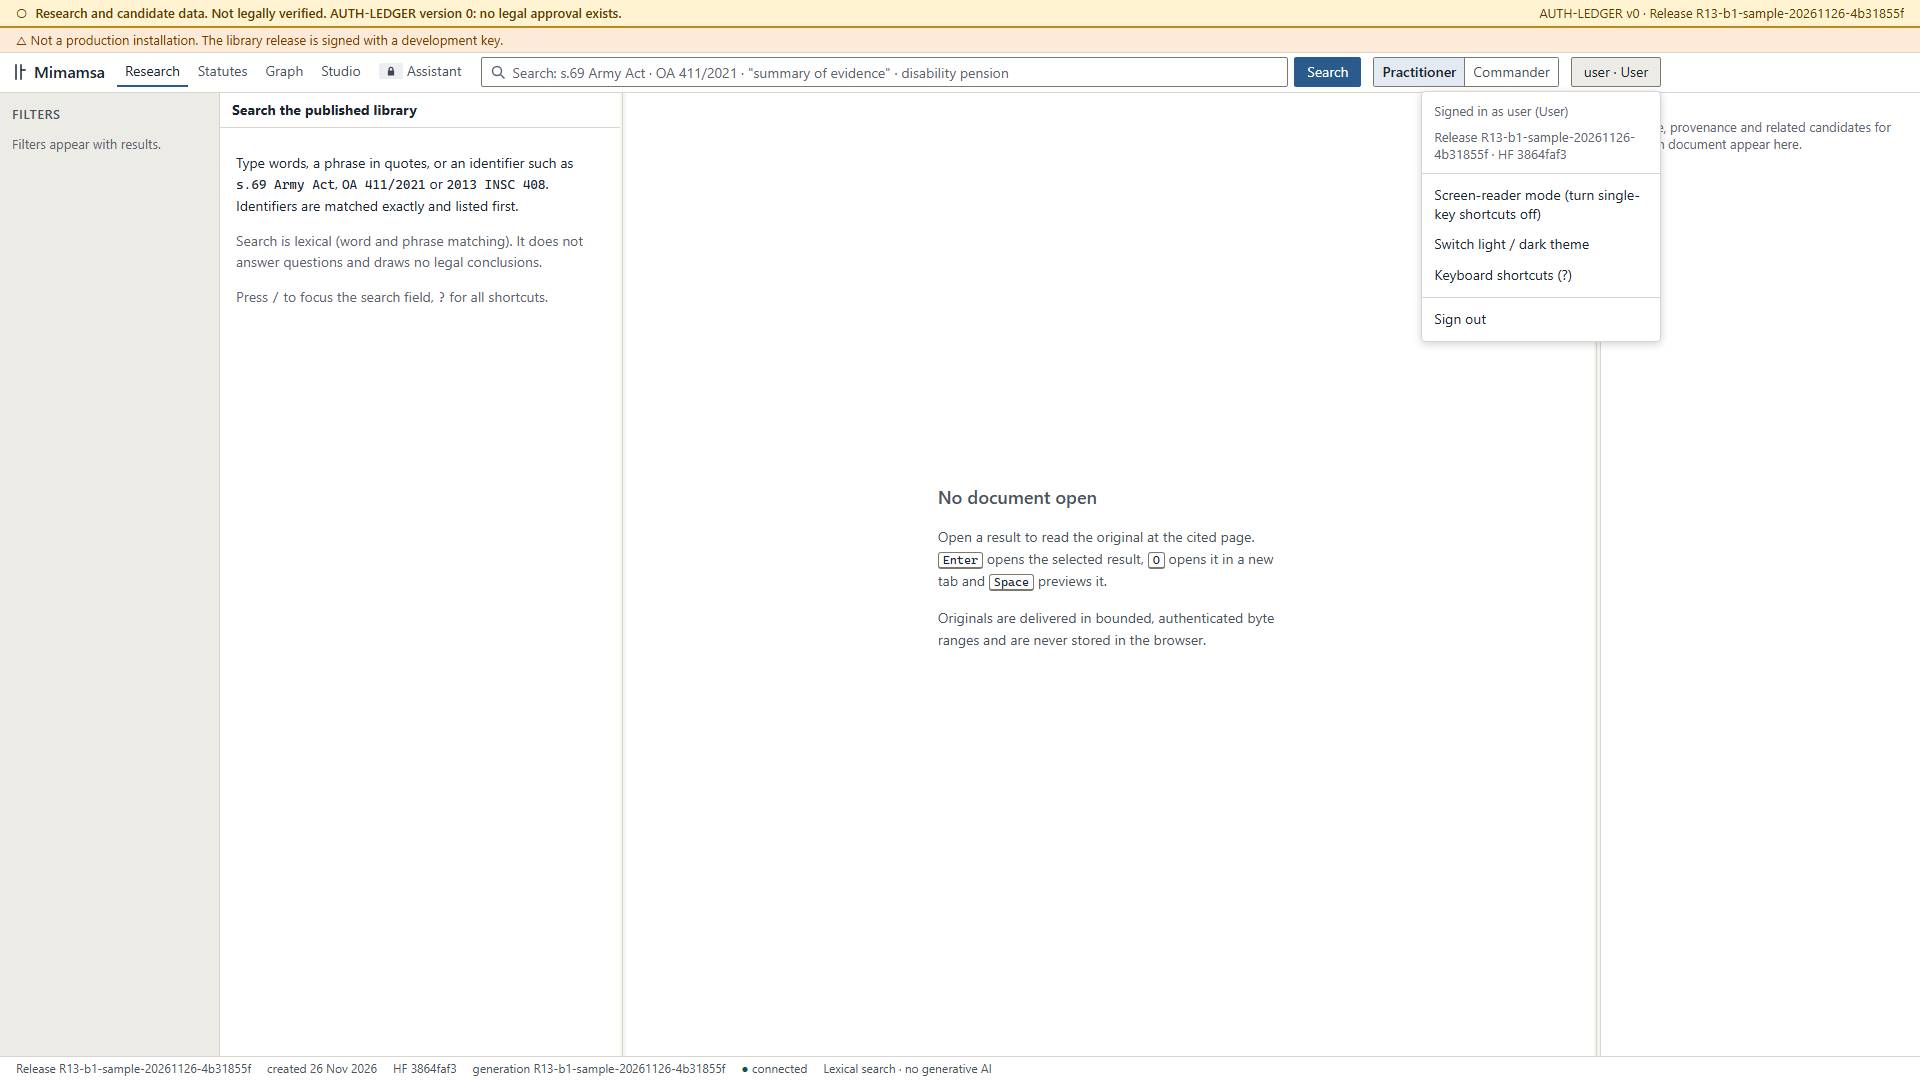 Research and candidate data. Not legally verified. AUTH-LEDGER version 0: no legal approval exists.
AUTH-LEDGER v0 · Release R13-b1-sample-20261126-4b31855f
⚠ Not a production installation. The library release is signed with a development key.
Mimamsa
Research
Statutes
Graph
Studio
Assistant
Search: s.69 Army Act · OA 411/2021 · "summary of evidence" · disability pension
Search
Practitioner
Commander
user · User
FILTERS
Filters appear with results.
Search the published library
Type words, a phrase in quotes, or an identifier such as
s.69 Army Act, OA 411/2021 or 2013 INSC 408.
Identifiers are matched exactly and listed first.
Search is lexical (word and phrase matching). It does not
answer questions and draws no legal conclusions.
Press / to focus the search field, ? for all shortcuts.
No document open
Open a result to read the original at the cited page.
Enter opens the selected result, O opens it in a new
tab and Space previews it.
Originals are delivered in bounded, authenticated byte
ranges and are never stored in the browser.
Signed in as user (User)
Release R13-b1-sample-20261126-
4b31855f · HF 3864faf3
Screen-reader mode (turn single-
key shortcuts off)
Switch light / dark theme
Keyboard shortcuts (?)
Sign out
, provenance and related candidates for
document appear here.
Release R13-b1-sample-20261126-4b31855f
created 26 Nov 2026
HF 3864faf3
generation R13-b1-sample-20261126-4b31855f
● connected
Lexical search · no generative AI